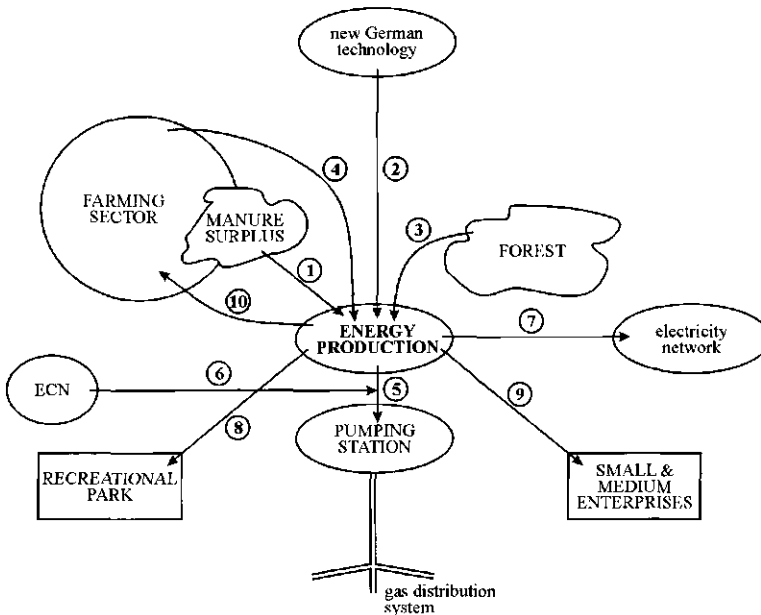 new German
technology
4
2
FARMING
SECTOR
MANURE
SURPLUS
3
FOREST
1
10
ENERGY
PRODUCTION
7
electricity
network
ECN
6
5
9
8
PUMPING
STATION
RECREATIONAL
PARK
SMALL &
MEDIUM
ENTERPRISES
gas distribution
system